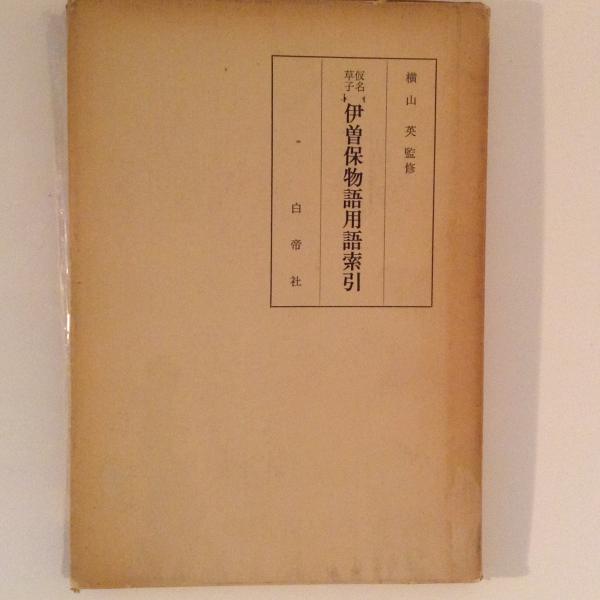 横山英監修
仮名草子
伊曽保物語用語索引
白帝社